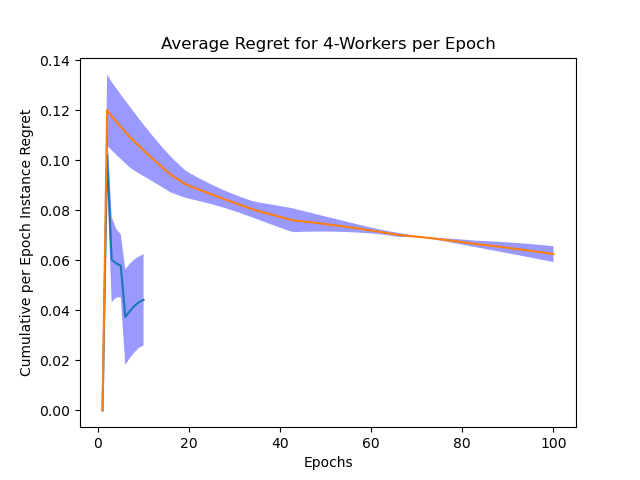 Average Regret for 4-Workers per Epoch
Cumulative per Epoch Instance Regret
0.14
0.12
0.10
0.08
0.06
0.04
0.02
0.00
0 20 40 60 80 100
Epochs